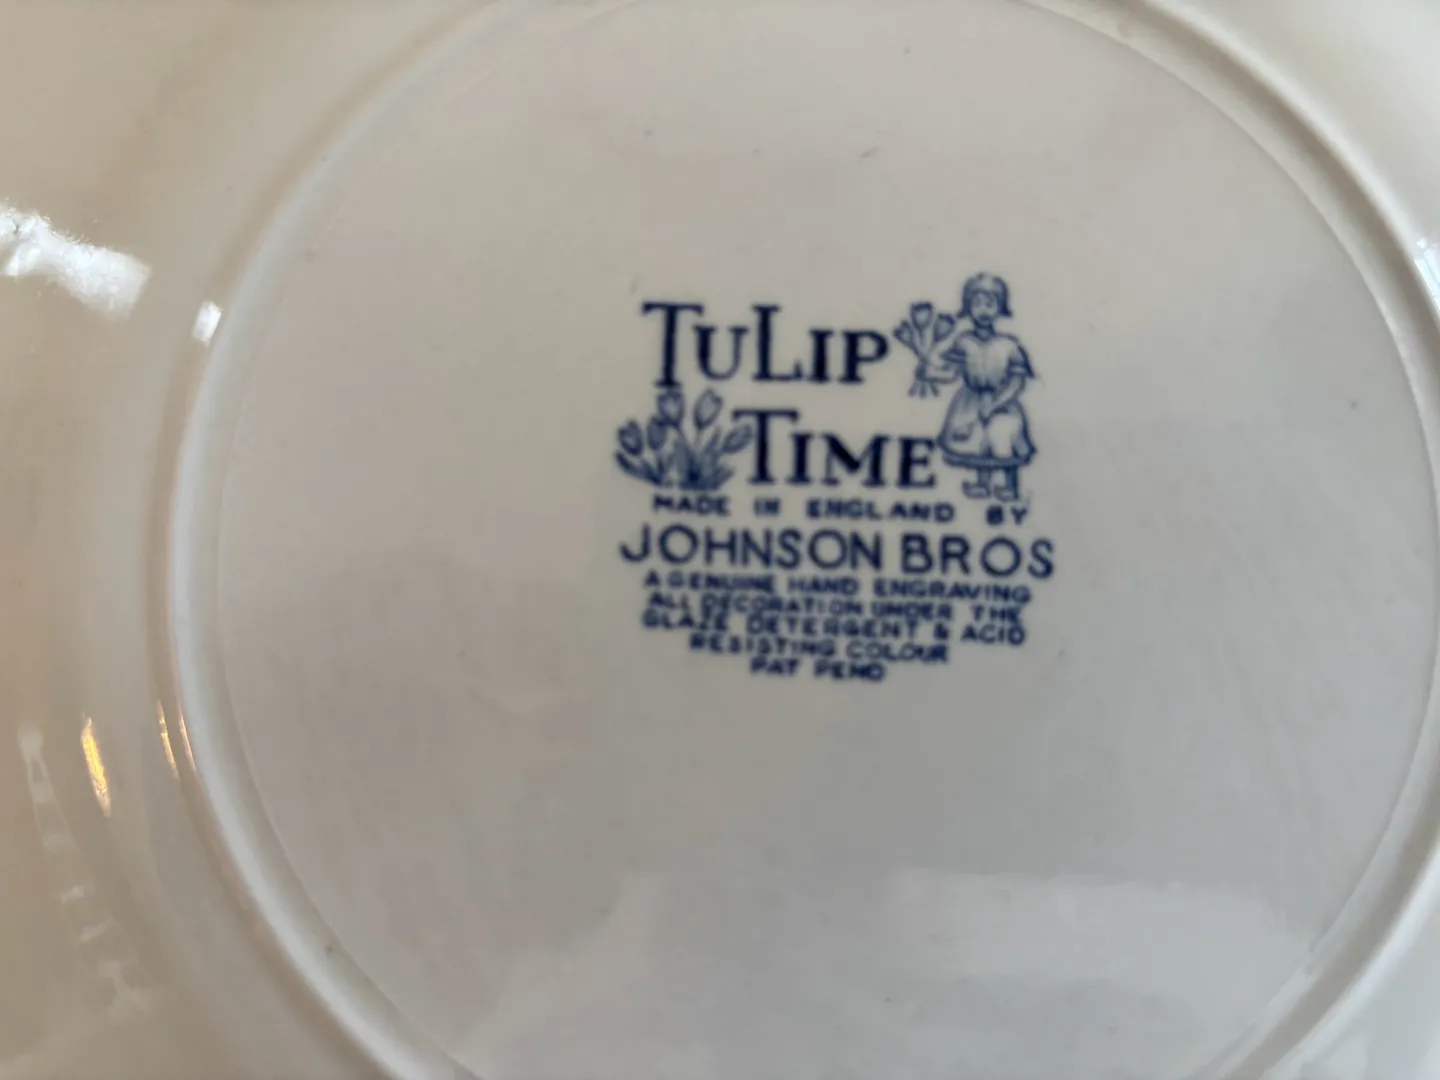 TULIP
TIME
MADE IN ENGLAND BY
JOHNSON BROS
A GENUINE HAND ENGRAVING
ALL DECORATION UNDER THE
GLAZE DETERGENT & ACID
RESISTING COLOUR
PAT PEND